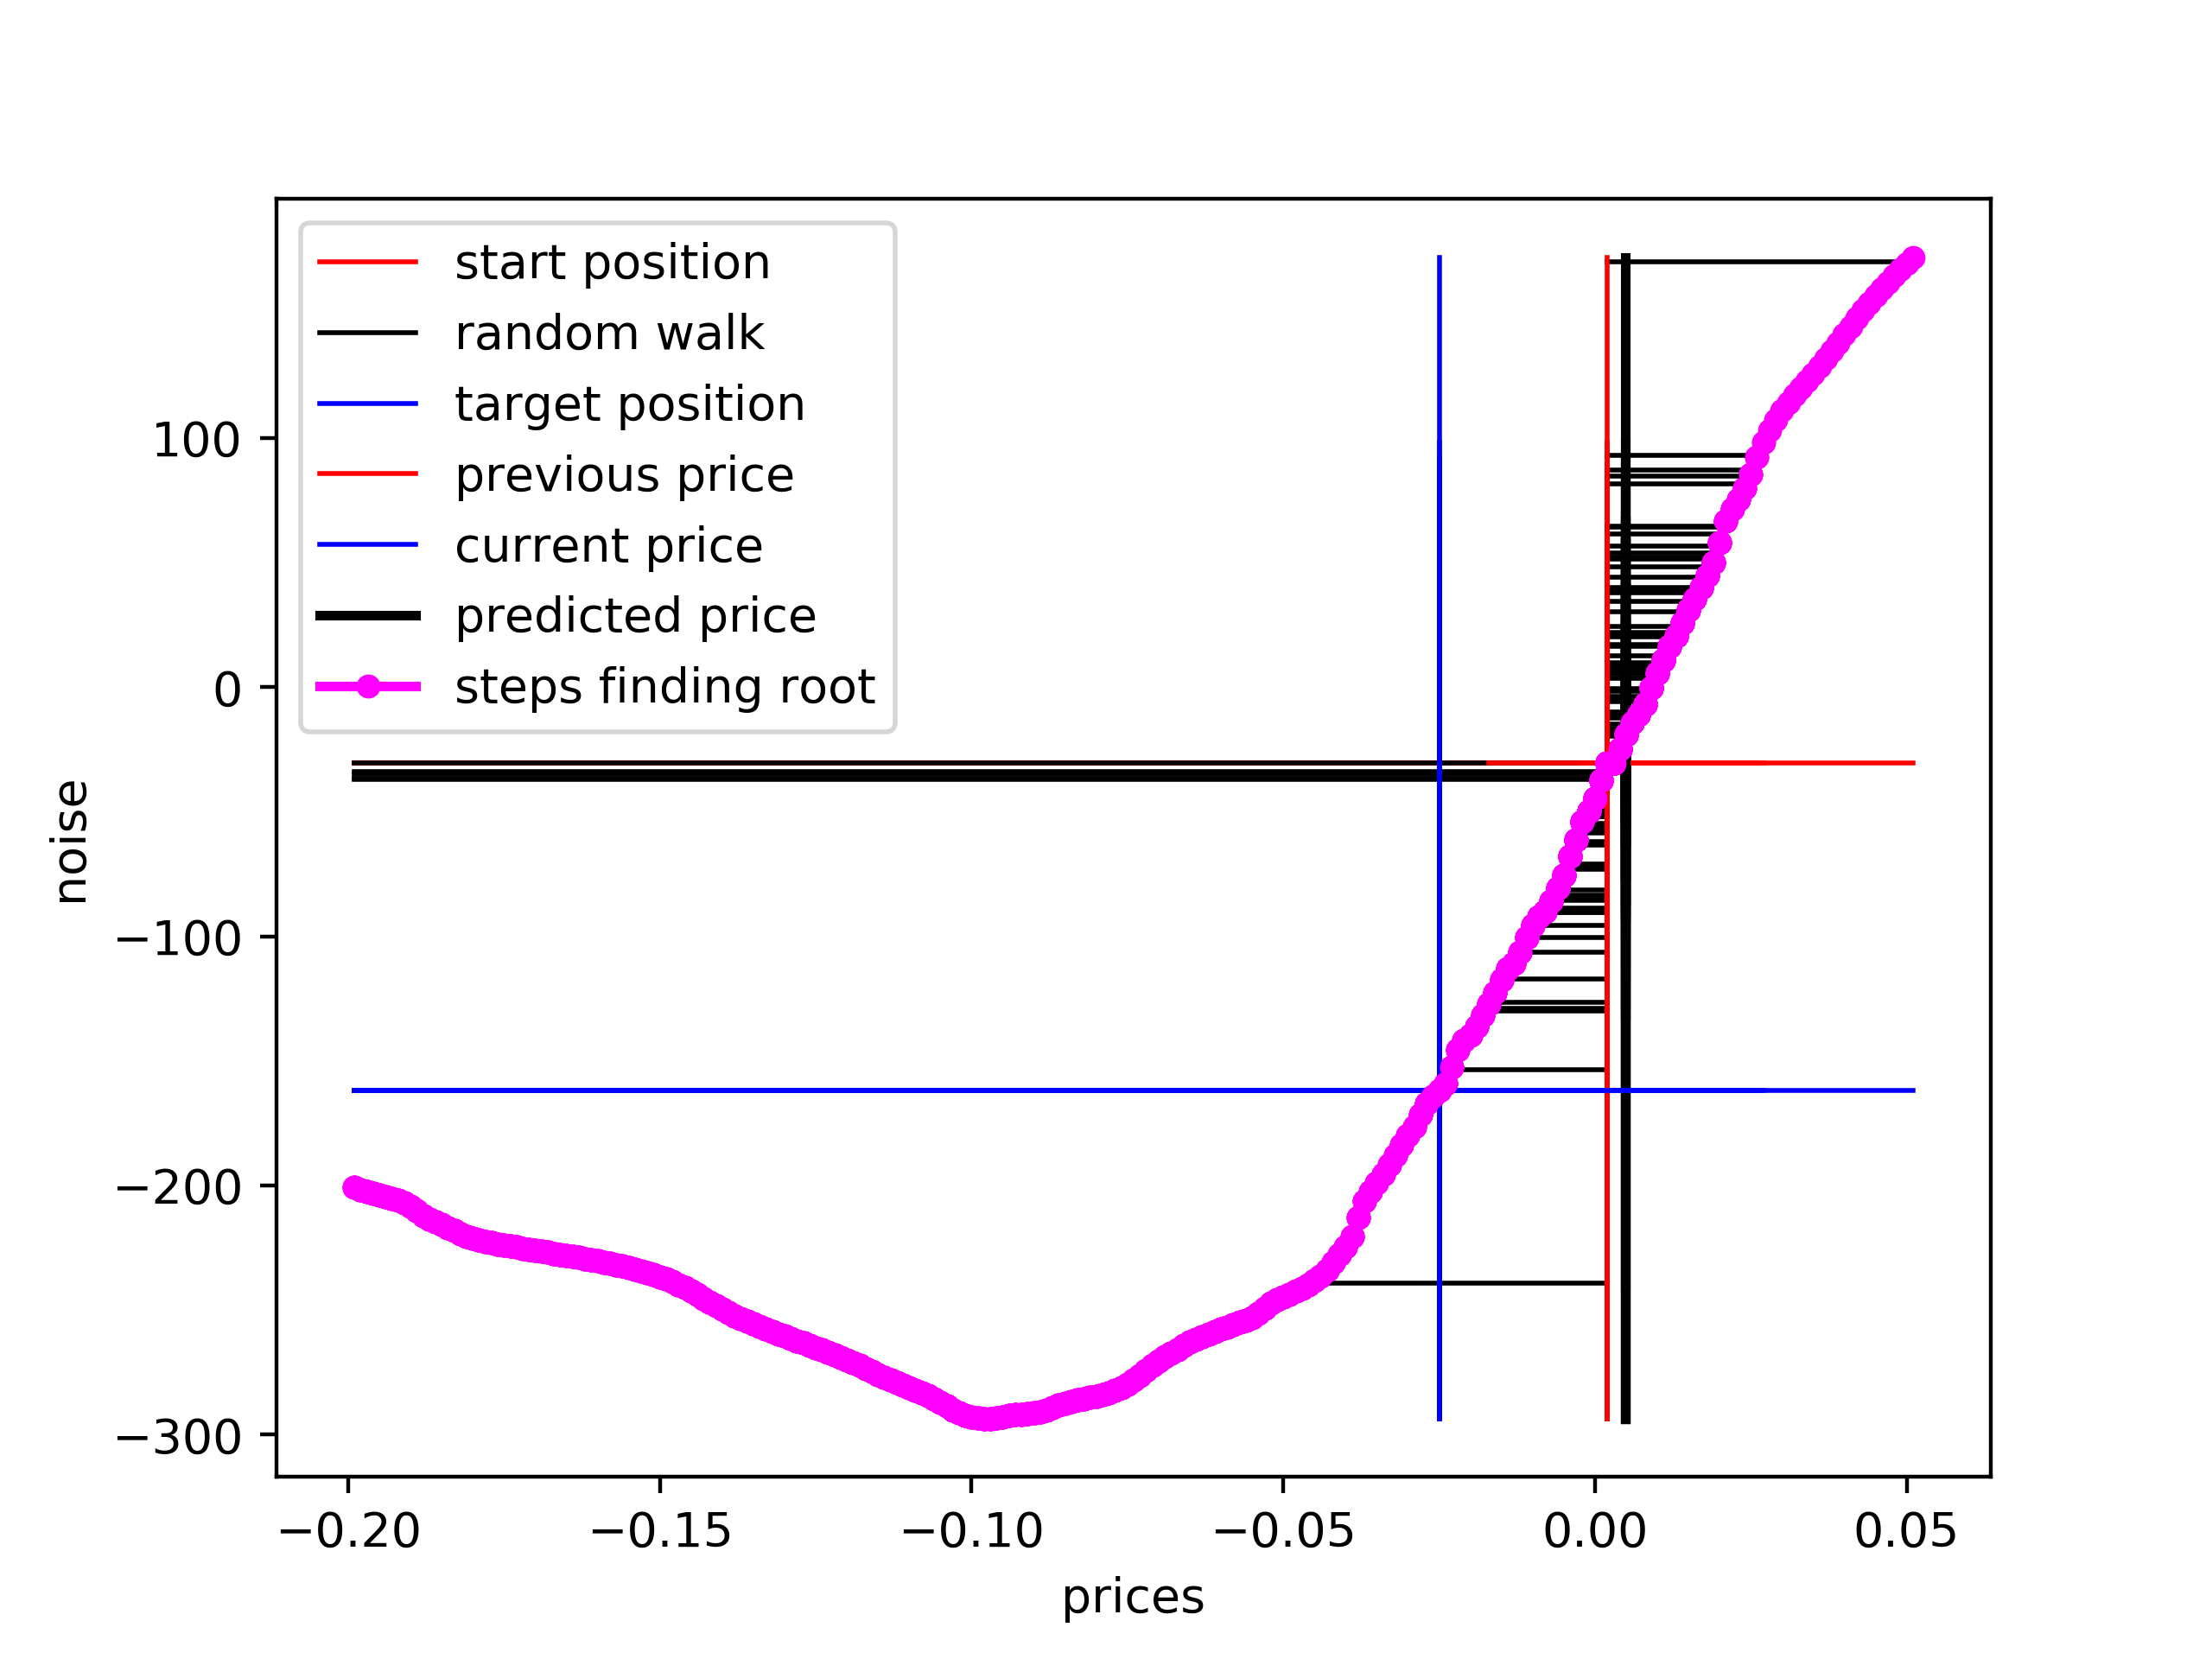 start position
random walk
target position
previous price
current price
predicted price
steps finding root
100
0
−100
−200
−300
noise
−0.20
−0.15
−0.10
−0.05
0.00
0.05
prices